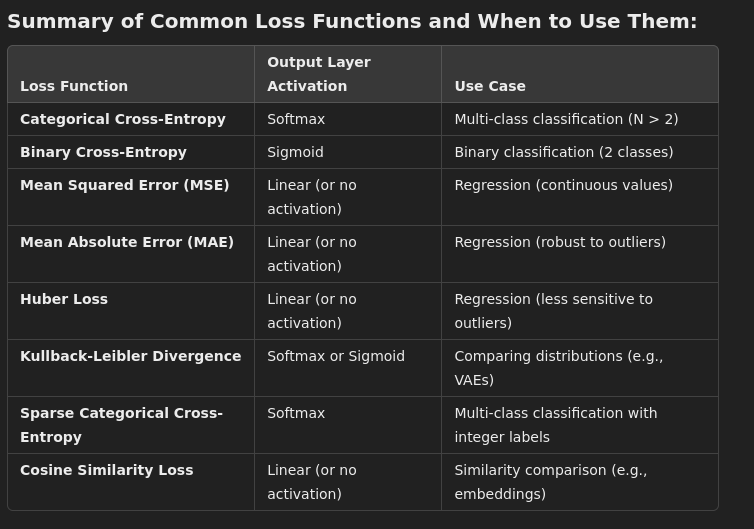 Summary of Common Loss Functions and When to Use Them:
Loss Function
Output Layer
Activation
Use Case
Categorical Cross-Entropy
Softmax
Multi-class classification (N > 2)
Binary Cross-Entropy
Sigmoid
Binary classification (2 classes)
Mean Squared Error (MSE)
Linear (or no
activation)
Regression (continuous values)
Mean Absolute Error (MAE)
Linear (or no
activation)
Regression (robust to outliers)
Huber Loss
Linear (or no
activation)
Regression (less sensitive to
outliers)
Kullback-Leibler Divergence
Softmax or Sigmoid
Comparing distributions (e.g.,
VAEs)
Sparse Categorical Cross-
Entropy
Softmax
Multi-class classification with
integer labels
Cosine Similarity Loss
Linear (or no
activation)
Similarity comparison (e.g.,
embeddings)